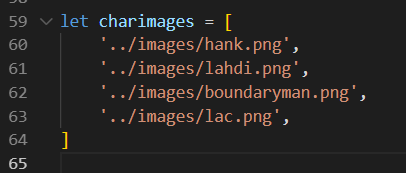 59 let charimages = [
60 '../images/hank.png',
61 '../images/lahdi.png',
62 '../images/boundaryman.png',
63 '../images/lac.png',
64 ]
65